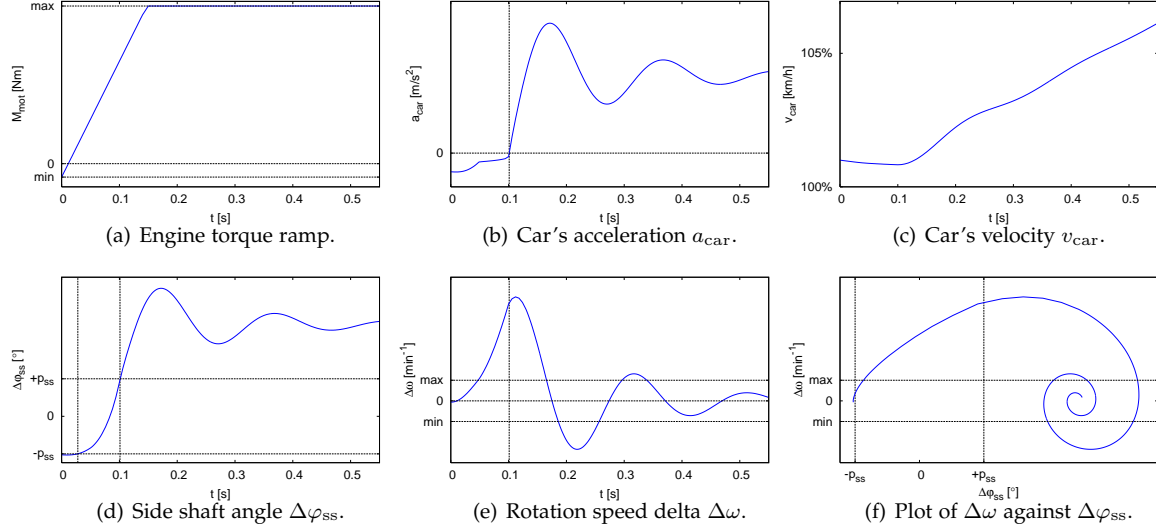 max
0
min
M_mot [Nm]
0 0.1 0.2 0.3 0.4 0.5
t [s]
(a) Engine torque ramp.
0
a_car [m/s²]
0 0.1 0.2 0.3 0.4 0.5
t [s]
(b) Car's acceleration a_car.
105%
100%
v_car [km/h]
0 0.1 0.2 0.3 0.4 0.5
t [s]
(c) Car's velocity v_car.
+p_ss
0
-p_ss
Δφ_ss [°]
0 0.1 0.2 0.3 0.4 0.5
t [s]
(d) Side shaft angle Δφ_ss.
max
0
min
Δω [min⁻¹]
0 0.1 0.2 0.3 0.4 0.5
t [s]
(e) Rotation speed delta Δω.
max
0
min
Δω [min⁻¹]
-p_ss 0 +p_ss
Δφ_ss [°]
(f) Plot of Δω against Δφ_ss.